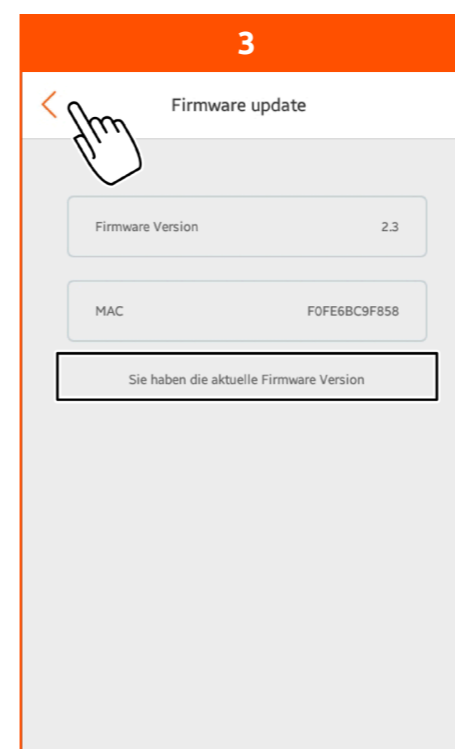 3
Firmware update
Firmware Version 2.3
MAC F0FE6BC9F858
Sie haben die aktuelle Firmware Version